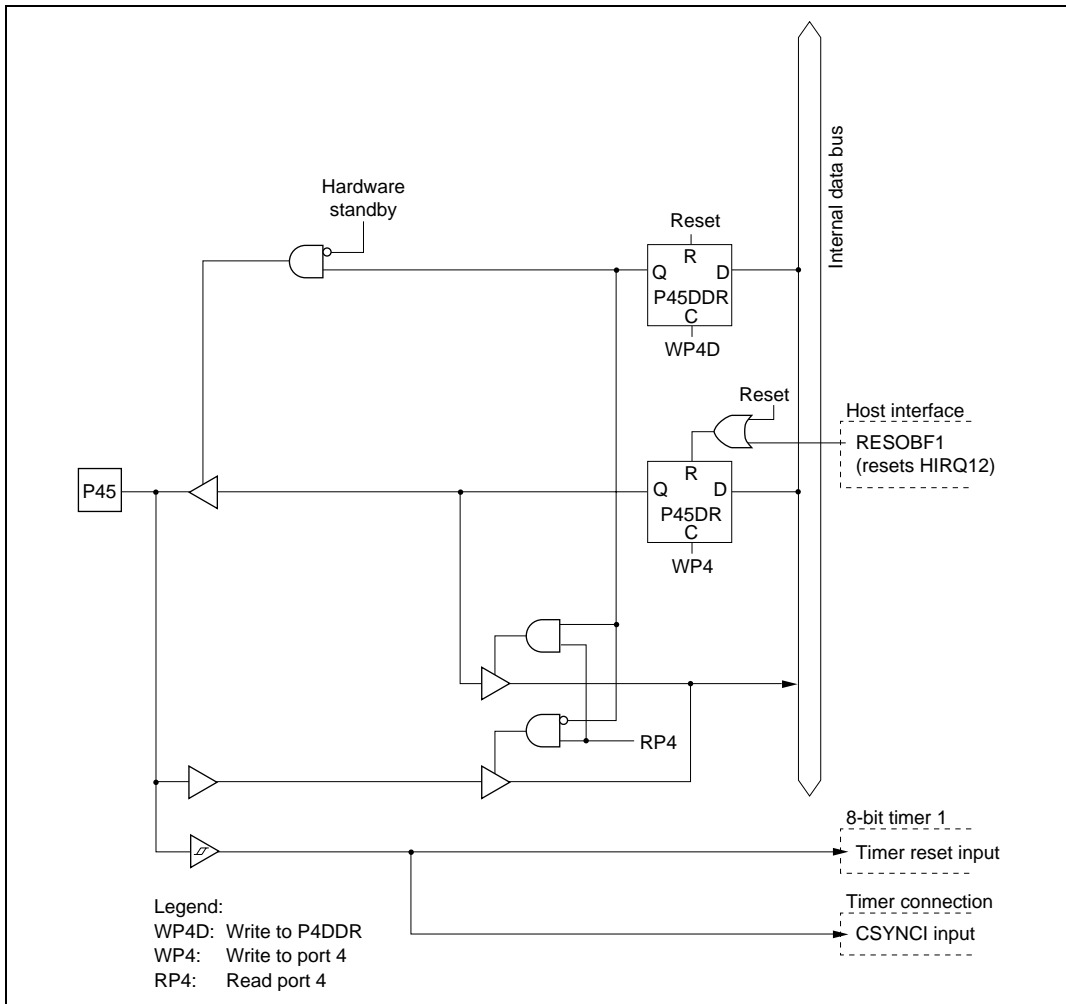 Hardware
standby
Internal data bus
Reset
R
Q D
P45DDR
C
WP4D
Reset
Host interface
RESOBF1
(resets HIRQ12)
R
P45
Q D
P45DR
C
WP4
RP4
8-bit timer 1
Timer reset input
Timer connection
CSYNCI input
Legend:
WP4D: Write to P4DDR
WP4: Write to port 4
RP4: Read port 4